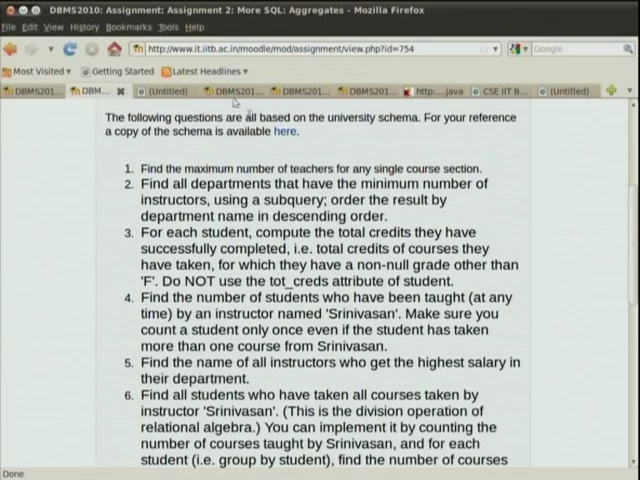 DBMS2010: Assignment: Assignment 2: More SQL: Aggregates - Mozilla Firefox
File Edit View History Bookmarks Tools Help
http://www.it.iitb.ac.in/moodle/mod/assignment/view.php?id=754
Google
Most Visited Getting Started Latest Headlines
DBMS201... DBM... (Untitled) DBMS201... DBMS201... DBMS201... http:....java CSE IIT B... (Untitled)
The following questions are all based on the university schema. For your reference
a copy of the schema is available here.
1. Find the maximum number of teachers for any single course section.
2. Find all departments that have the minimum number of
instructors, using a subquery; order the result by
department name in descending order.
3. For each student, compute the total credits they have
successfully completed, i.e. total credits of courses they
have taken, for which they have a non-null grade other than
'F'. Do NOT use the tot_creds attribute of student.
4. Find the number of students who have been taught (at any
time) by an instructor named 'Srinivasan'. Make sure you
count a student only once even if the student has taken
more than one course from Srinivasan.
5. Find the name of all instructors who get the highest salary in
their department.
6. Find all students who have taken all courses taken by
instructor 'Srinivasan'. (This is the division operation of
relational algebra.) You can implement it by counting the
number of courses taught by Srinivasan, and for each
student (i.e. group by student), find the number of courses
Done